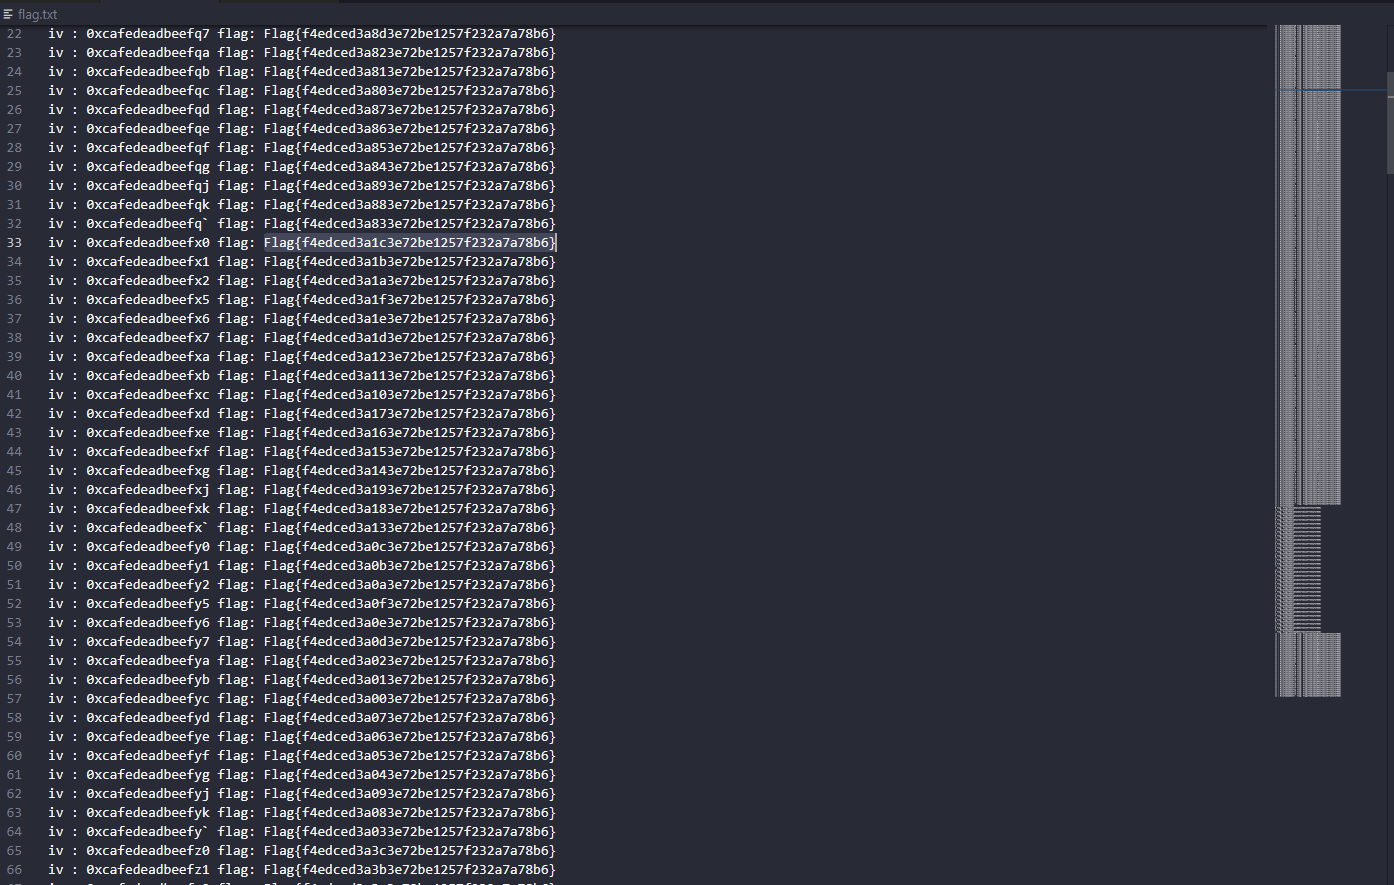 flag.txt
22 iv : 0xcafedeadbeefq7 flag: Flag{f4edced3a8d3e72be1257f232a7a78b6}
23 iv : 0xcafedeadbeefqa flag: Flag{f4edced3a823e72be1257f232a7a78b6}
24 iv : 0xcafedeadbeefqb flag: Flag{f4edced3a813e72be1257f232a7a78b6}
25 iv : 0xcafedeadbeefqc flag: Flag{f4edced3a803e72be1257f232a7a78b6}
26 iv : 0xcafedeadbeefqd flag: Flag{f4edced3a873e72be1257f232a7a78b6}
27 iv : 0xcafedeadbeefqe flag: Flag{f4edced3a863e72be1257f232a7a78b6}
28 iv : 0xcafedeadbeefqf flag: Flag{f4edced3a853e72be1257f232a7a78b6}
29 iv : 0xcafedeadbeefqg flag: Flag{f4edced3a843e72be1257f232a7a78b6}
30 iv : 0xcafedeadbeefqj flag: Flag{f4edced3a893e72be1257f232a7a78b6}
31 iv : 0xcafedeadbeefqk flag: Flag{f4edced3a883e72be1257f232a7a78b6}
32 iv : 0xcafedeadbeefq` flag: Flag{f4edced3a833e72be1257f232a7a78b6}
33 iv : 0xcafedeadbeefx0 flag: Flag{f4edced3a1c3e72be1257f232a7a78b6}
34 iv : 0xcafedeadbeefx1 flag: Flag{f4edced3a1b3e72be1257f232a7a78b6}
35 iv : 0xcafedeadbeefx2 flag: Flag{f4edced3a1a3e72be1257f232a7a78b6}
36 iv : 0xcafedeadbeefx5 flag: Flag{f4edced3a1f3e72be1257f232a7a78b6}
37 iv : 0xcafedeadbeefx6 flag: Flag{f4edced3a1e3e72be1257f232a7a78b6}
38 iv : 0xcafedeadbeefx7 flag: Flag{f4edced3a1d3e72be1257f232a7a78b6}
39 iv : 0xcafedeadbeefxa flag: Flag{f4edced3a123e72be1257f232a7a78b6}
40 iv : 0xcafedeadbeefxb flag: Flag{f4edced3a113e72be1257f232a7a78b6}
41 iv : 0xcafedeadbeefxc flag: Flag{f4edced3a103e72be1257f232a7a78b6}
42 iv : 0xcafedeadbeefxd flag: Flag{f4edced3a173e72be1257f232a7a78b6}
43 iv : 0xcafedeadbeefxe flag: Flag{f4edced3a163e72be1257f232a7a78b6}
44 iv : 0xcafedeadbeefxf flag: Flag{f4edced3a153e72be1257f232a7a78b6}
45 iv : 0xcafedeadbeefxg flag: Flag{f4edced3a143e72be1257f232a7a78b6}
46 iv : 0xcafedeadbeefxj flag: Flag{f4edced3a193e72be1257f232a7a78b6}
47 iv : 0xcafedeadbeefxk flag: Flag{f4edced3a183e72be1257f232a7a78b6}
48 iv : 0xcafedeadbeefx` flag: Flag{f4edced3a133e72be1257f232a7a78b6}
49 iv : 0xcafedeadbeefy0 flag: Flag{f4edced3a0c3e72be1257f232a7a78b6}
50 iv : 0xcafedeadbeefy1 flag: Flag{f4edced3a0b3e72be1257f232a7a78b6}
51 iv : 0xcafedeadbeefy2 flag: Flag{f4edced3a0a3e72be1257f232a7a78b6}
52 iv : 0xcafedeadbeefy5 flag: Flag{f4edced3a0f3e72be1257f232a7a78b6}
53 iv : 0xcafedeadbeefy6 flag: Flag{f4edced3a0e3e72be1257f232a7a78b6}
54 iv : 0xcafedeadbeefy7 flag: Flag{f4edced3a0d3e72be1257f232a7a78b6}
55 iv : 0xcafedeadbeefya flag: Flag{f4edced3a023e72be1257f232a7a78b6}
56 iv : 0xcafedeadbeefyb flag: Flag{f4edced3a013e72be1257f232a7a78b6}
57 iv : 0xcafedeadbeefyc flag: Flag{f4edced3a003e72be1257f232a7a78b6}
58 iv : 0xcafedeadbeefyd flag: Flag{f4edced3a073e72be1257f232a7a78b6}
59 iv : 0xcafedeadbeefye flag: Flag{f4edced3a063e72be1257f232a7a78b6}
60 iv : 0xcafedeadbeefyf flag: Flag{f4edced3a053e72be1257f232a7a78b6}
61 iv : 0xcafedeadbeefyg flag: Flag{f4edced3a043e72be1257f232a7a78b6}
62 iv : 0xcafedeadbeefyj flag: Flag{f4edced3a093e72be1257f232a7a78b6}
63 iv : 0xcafedeadbeefyk flag: Flag{f4edced3a083e72be1257f232a7a78b6}
64 iv : 0xcafedeadbeefy` flag: Flag{f4edced3a033e72be1257f232a7a78b6}
65 iv : 0xcafedeadbeefz0 flag: Flag{f4edced3a3c3e72be1257f232a7a78b6}
66 iv : 0xcafedeadbeefz1 flag: Flag{f4edced3a3b3e72be1257f232a7a78b6}